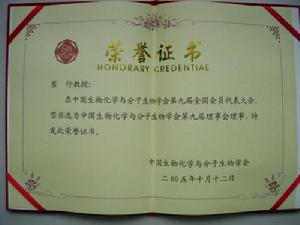 荣誉证书
HONORARY CREDENTIAL
崔 行教授：
在中国生物化学与分子生物学会第九届全国会员代表大会，
您当选为中国生物化学与分子生物学会第九届理事会理事，特
发此荣誉证书。
中国生物化学与分子生物学会
二00五年十月十二日